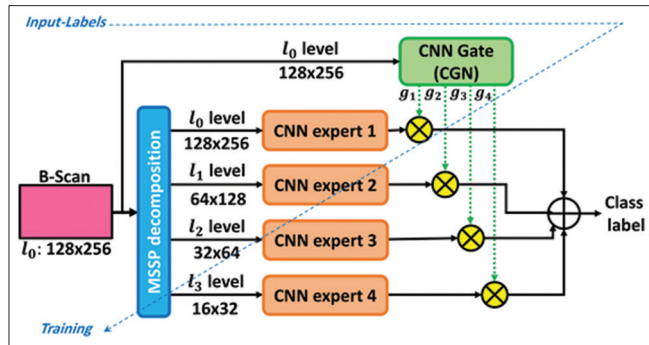 Input-Labels
l₀ level
128x256
CNN Gate
(CGN)
g₁ g₂ g₃ g₄
B-Scan
l₀: 128x256
MSSP decomposition
l₀ level
128x256
CNN expert 1
l₁ level
64x128
CNN expert 2
l₂ level
32x64
CNN expert 3
l₃ level
16x32
CNN expert 4
Class
label
Training